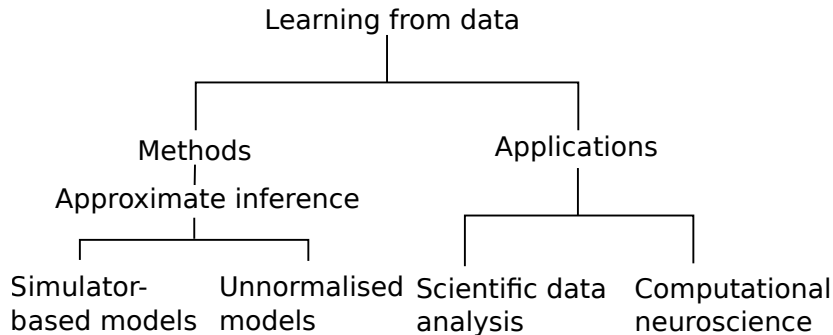 Learning from data
Methods
Applications
Approximate inference
Simulator-
based models
Unnormalised
models
Scientific data
analysis
Computational
neuroscience